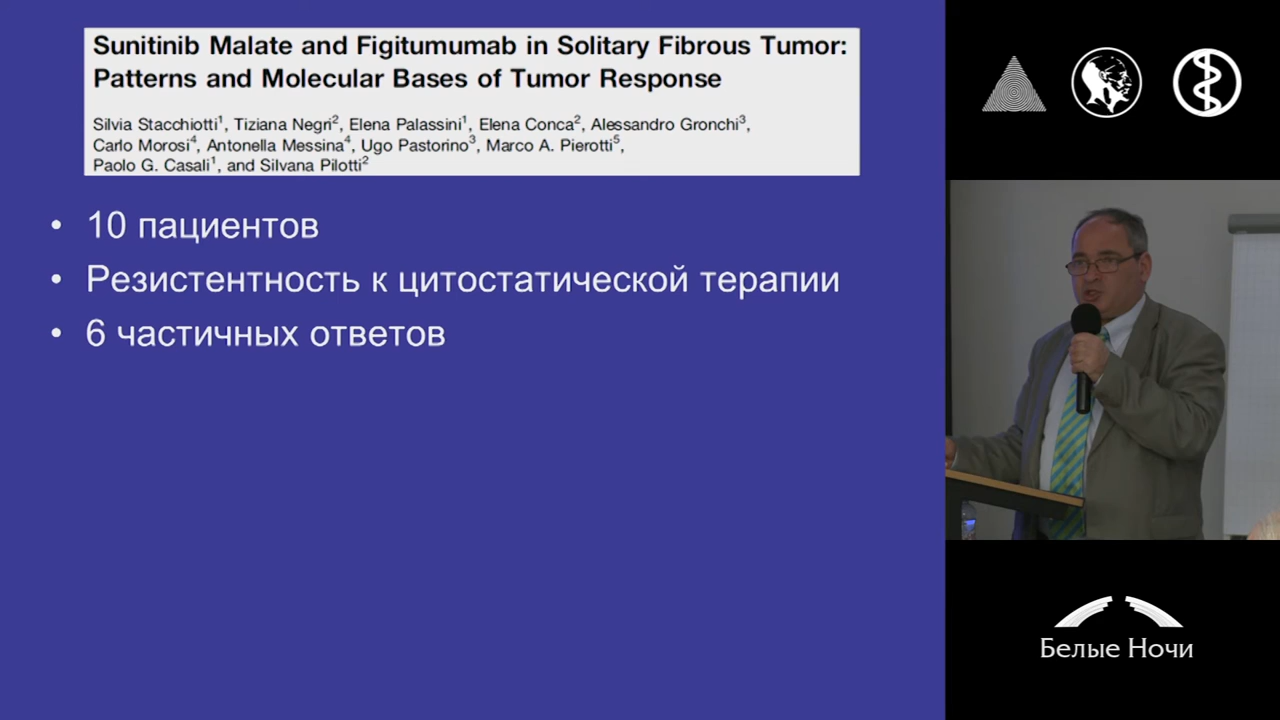 Sunitinib Malate and Figitumumab in Solitary Fibrous Tumor:
Patterns and Molecular Bases of Tumor Response
Silvia Stacchiotti¹, Tiziana Negri², Elena Palassini¹, Elena Conca², Alessandro Gronchi³,
Carlo Morosi⁴, Antonella Messina⁴, Ugo Pastorino³, Marco A. Pierotti⁵,
Paolo G. Casali¹, and Silvana Pilotti²
• 10 пациентов
• Резистентность к цитостатической терапии
• 6 частичных ответов
Белые Ночи